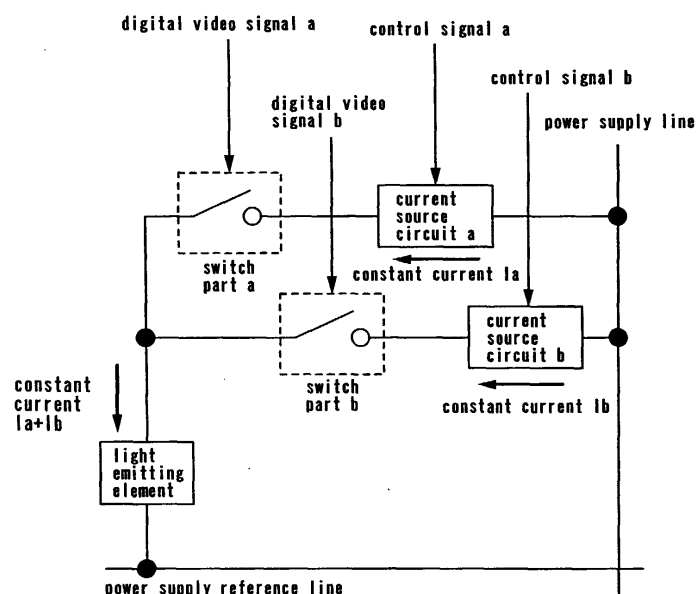 digital video signal a
control signal a
control signal b
digital video
signal b
power supply line
current
source
circuit a
switch
part a
constant current Ia
current
source
circuit b
switch
part b
constant current Ib
constant
current
Ia+Ib
light
emitting
element
power supply reference line